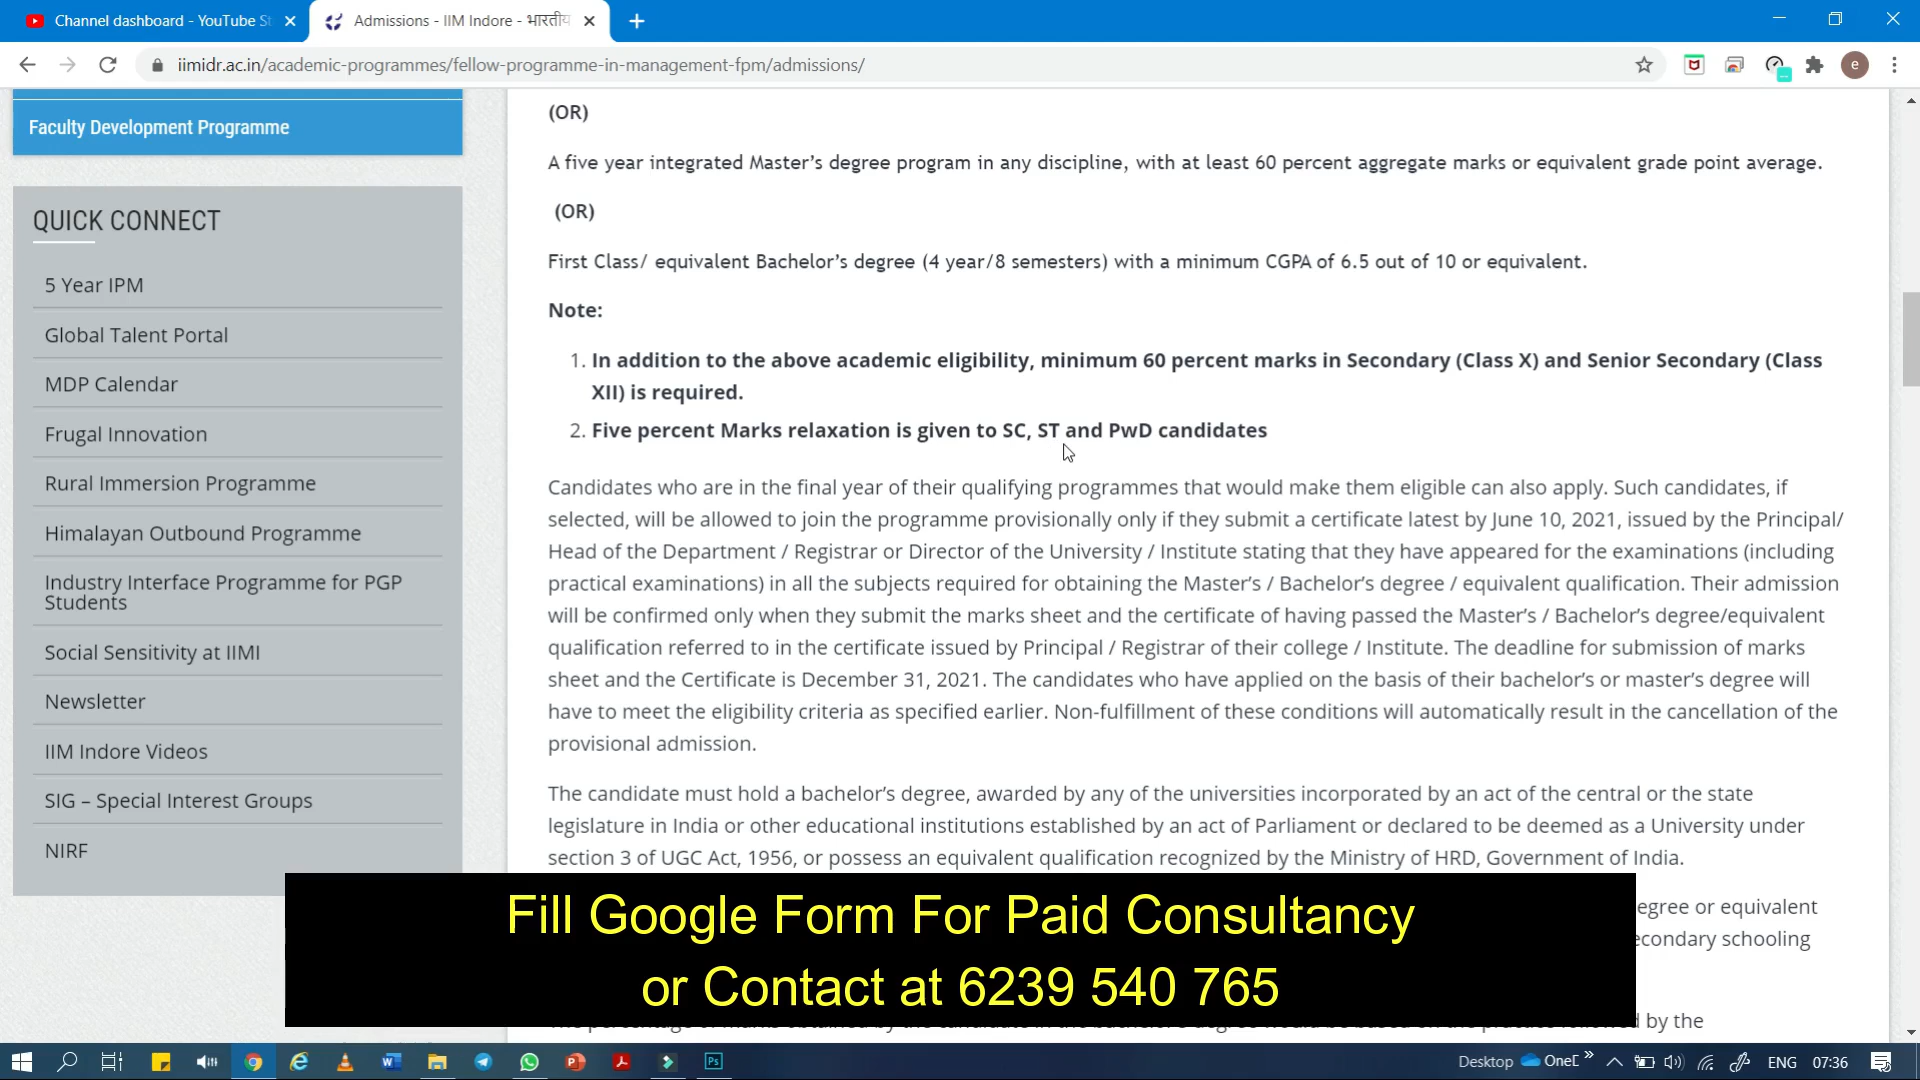 Channel dashboard - YouTube St
Admissions - IIM Indore - भारतीय
iimidr.ac.in/academic-programmes/fellow-programme-in-management-fpm/admissions/
e
Faculty Development Programme
QUICK CONNECT
5 Year IPM
Global Talent Portal
MDP Calendar
Frugal Innovation
Rural Immersion Programme
Himalayan Outbound Programme
Industry Interface Programme for PGP
Students
Social Sensitivity at IIMI
Newsletter
IIM Indore Videos
SIG – Special Interest Groups
NIRF
(OR)
A five year integrated Master's degree program in any discipline, with at least 60 percent aggregate marks or equivalent grade point average.
(OR)
First Class/ equivalent Bachelor's degree (4 year/8 semesters) with a minimum CGPA of 6.5 out of 10 or equivalent.
Note:
1. In addition to the above academic eligibility, minimum 60 percent marks in Secondary (Class X) and Senior Secondary (Class
XII) is required.
2. Five percent Marks relaxation is given to SC, ST and PwD candidates
Candidates who are in the final year of their qualifying programmes that would make them eligible can also apply. Such candidates, if
selected, will be allowed to join the programme provisionally only if they submit a certificate latest by June 10, 2021, issued by the Principal/
Head of the Department / Registrar or Director of the University / Institute stating that they have appeared for the examinations (including
practical examinations) in all the subjects required for obtaining the Master's / Bachelor's degree / equivalent qualification. Their admission
will be confirmed only when they submit the marks sheet and the certificate of having passed the Master's / Bachelor's degree/equivalent
qualification referred to in the certificate issued by Principal / Registrar of their college / Institute. The deadline for submission of marks
sheet and the Certificate is December 31, 2021. The candidates who have applied on the basis of their bachelor's or master's degree will
have to meet the eligibility criteria as specified earlier. Non-fulfillment of these conditions will automatically result in the cancellation of the
provisional admission.
The candidate must hold a bachelor's degree, awarded by any of the universities incorporated by an act of the central or the state
legislature in India or other educational institutions established by an act of Parliament or declared to be deemed as a University under
section 3 of UGC Act, 1956, or possess an equivalent qualification recognized by the Ministry of HRD, Government of India.
egree or equivalent
econdary schooling
by the
Fill Google Form For Paid Consultancy
or Contact at 6239 540 765
Desktop
OneD
ENG
07:36